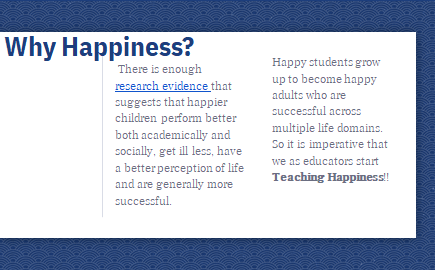 Why Happiness?
There is enough
research evidence that
suggests that happier
children perform better
both academically and
socially, get ill less, have
a better perception of life
and are generally more
successful.
Happy students grow
up to become happy
adults who are
successful across
multiple life domains.
So it is imperative that
we as educators start
Teaching Happiness!!